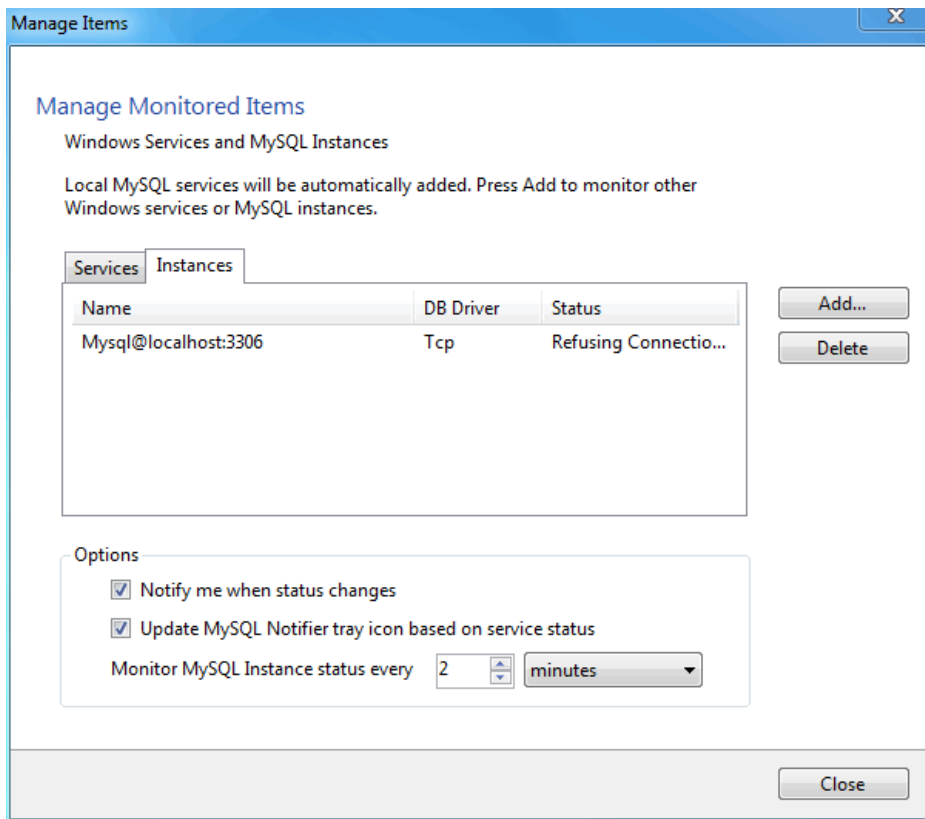 Manage Items
Manage Monitored Items
Windows Services and MySQL Instances
Local MySQL services will be automatically added. Press Add to monitor other
Windows services or MySQL instances.
Services Instances
Name DB Driver Status
Mysql@localhost:3306 Tcp Refusing Connectio...
Add...
Delete
Options
Notify me when status changes
Update MySQL Notifier tray icon based on service status
Monitor MySQL Instance status every 2 minutes
Close